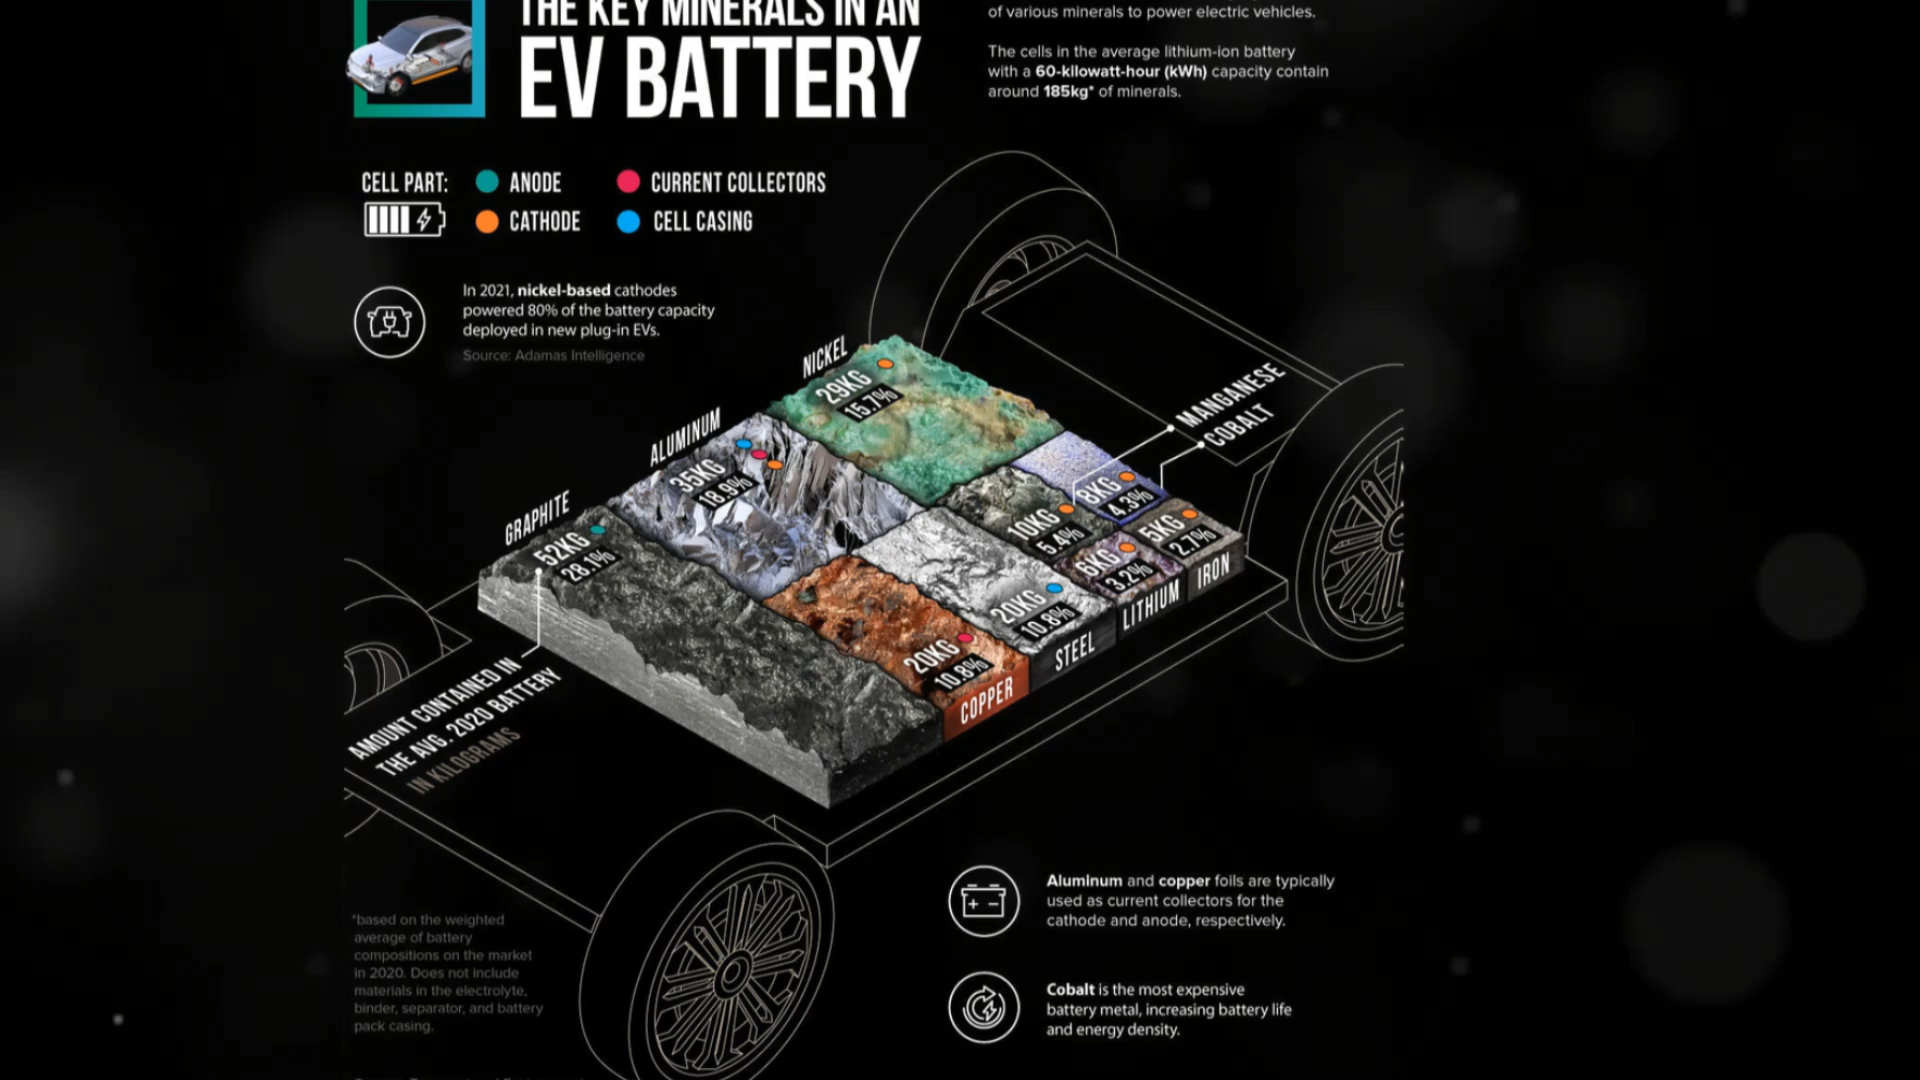 THE KEY MINERALS IN AN
EV BATTERY
of various minerals to power electric vehicles.
The cells in the average lithium-ion battery
with a 60-kilowatt-hour (kWh) capacity contain
around 185kg* of minerals.
CELL PART:
ANODE
CURRENT COLLECTORS
CATHODE
CELL CASING
In 2021, nickel-based cathodes
powered 80% of the battery capacity
deployed in new plug-in EVs.
Source: Adamas Intelligence
NICKEL
29KG
15.7%
MANGANESE
COBALT
ALUMINUM
35KG
18.9%
8KG
4.3%
10KG
5.4%
5KG
2.7%
6KG
3.2%
GRAPHITE
52KG
28.1%
20KG
10.8%
20KG
10.8%
IRON
LITHIUM
STEEL
COPPER
AMOUNT CONTAINED IN
THE AVG. 2020 BATTERY
IN KILOGRAMS
Aluminum and copper foils are typically
used as current collectors for the
cathode and anode, respectively.
*based on the weighted
average of battery
compositions on the market
in 2020. Does not include
materials in the electrolyte,
binder, separator, and battery
pack casing.
Cobalt is the most expensive
battery metal, increasing battery life
and energy density.